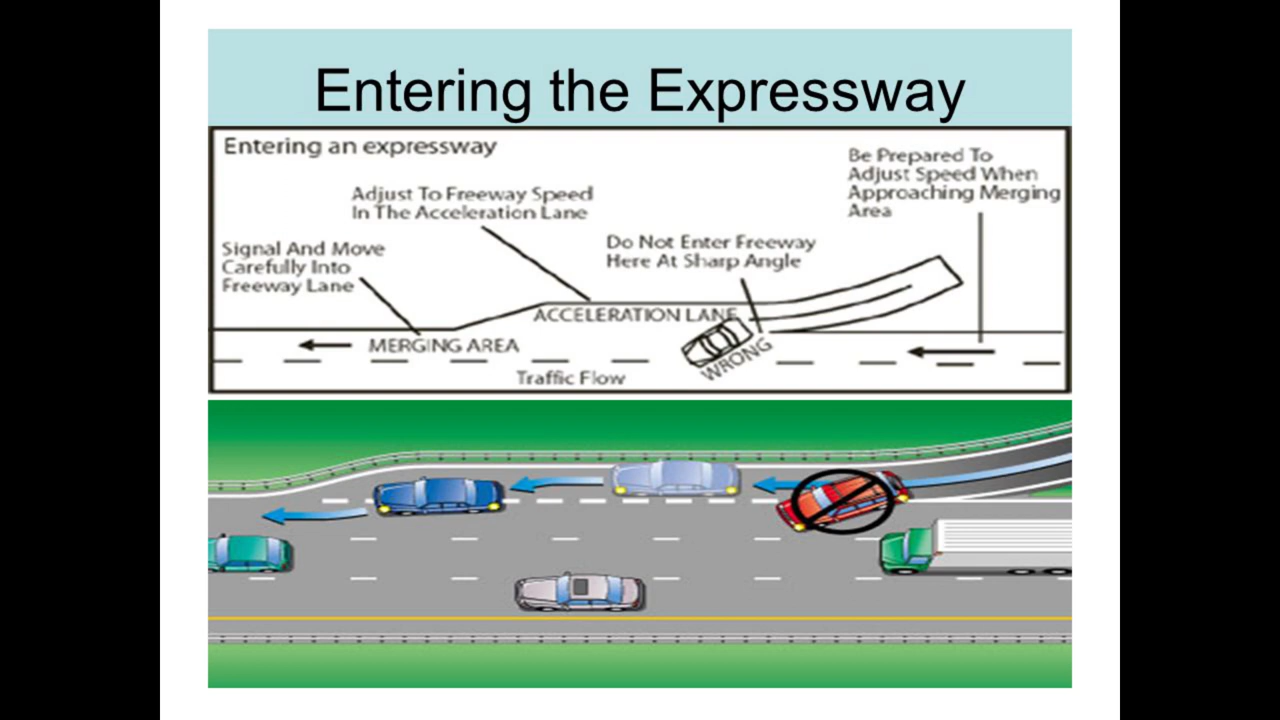 Entering the Expressway
Entering an expressway
Be Prepared To
Adjust Speed When
Approaching Merging
Area
Adjust To Freeway Speed
In The Acceleration Lane
Do Not Enter Freeway
Here At Sharp Angle
Signal And Move
Carefully Into
Freeway Lane
ACCELERATION LANE
MERGING AREA
WRONG
Traffic Flow